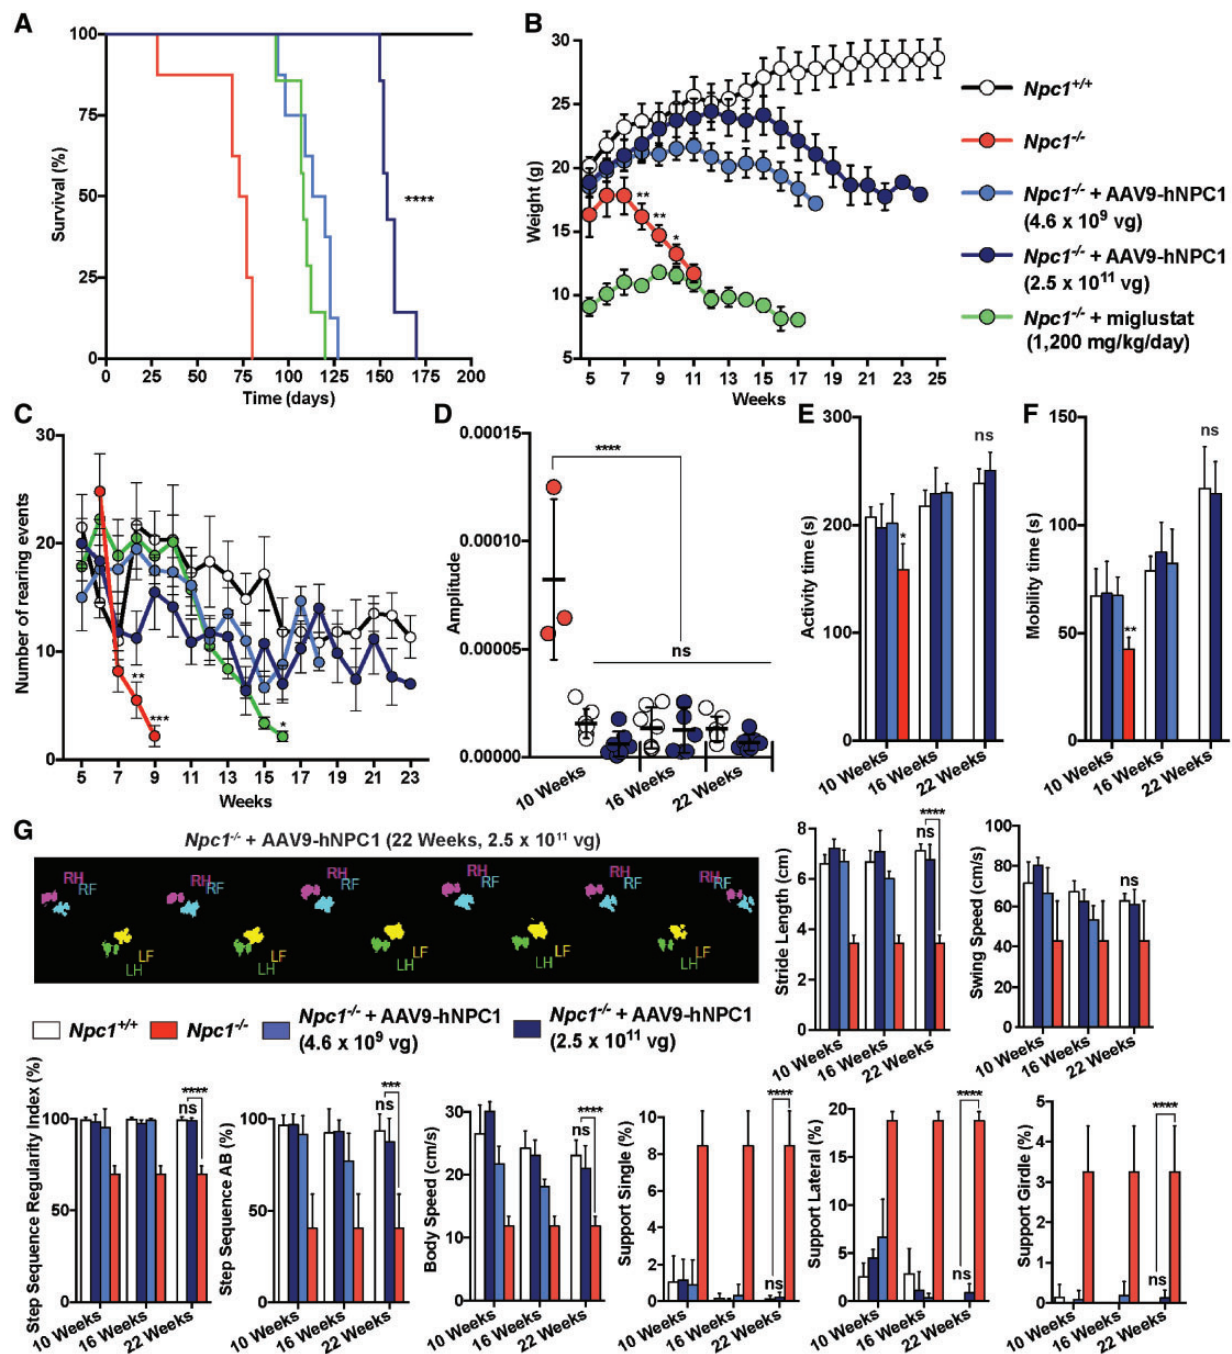 A
Survival (%)
100
75
50
25
0
****
0 25 50 75 100 125 150 175 200
Time (days)
B
Weight (g)
30
25
20
15
10
5
**
**
*
5 7 9 11 13 15 17 19 21 23 25
Weeks
Npc1+/+
Npc1-/-
Npc1-/- + AAV9-hNPC1
(4.6 x 10⁹ vg)
Npc1-/- + AAV9-hNPC1
(2.5 x 10¹¹ vg)
Npc1-/- + miglustat
(1,200 mg/kg/day)
C
Number of rearing events
30
20
10
0
**
***
*
5 7 9 11 13 15 17 19 21 23
Weeks
D
Amplitude
0.00015
0.00010
0.00005
0.00000
****
ns
10 Weeks
16 Weeks
22 Weeks
E
Activity time (s)
300
200
100
0
*
ns
10 Weeks
16 Weeks
22 Weeks
F
Mobility time (s)
150
100
50
0
**
ns
10 Weeks
16 Weeks
22 Weeks
G
Npc1-/- + AAV9-hNPC1 (22 Weeks, 2.5 x 10¹¹ vg)
RH RF RH RF RH RF RH RF RH RF RH RF
LF LF LF LF LF
LH LH LH LH LH
Stride Length (cm)
8
6
4
2
0
****
ns
10 Weeks
16 Weeks
22 Weeks
Swing Speed (cm/s)
100
80
60
40
20
0
ns
10 Weeks
16 Weeks
22 Weeks
Npc1+/+
Npc1-/-
Npc1-/- + AAV9-hNPC1
(4.6 x 10⁹ vg)
Npc1-/- + AAV9-hNPC1
(2.5 x 10¹¹ vg)
Step Sequence Regularity Index (%)
100
50
0
****
ns
10 Weeks
16 Weeks
22 Weeks
Step Sequence AB (%)
100
50
0
***
ns
10 Weeks
16 Weeks
22 Weeks
Body Speed (cm/s)
30
20
10
0
****
ns
10 Weeks
16 Weeks
22 Weeks
Support Single (%)
10
8
6
4
2
0
****
ns
10 Weeks
16 Weeks
22 Weeks
Support Lateral (%)
20
15
10
5
0
****
ns
10 Weeks
16 Weeks
22 Weeks
Support Girdle (%)
5
4
3
2
1
0
****
ns
10 Weeks
16 Weeks
22 Weeks